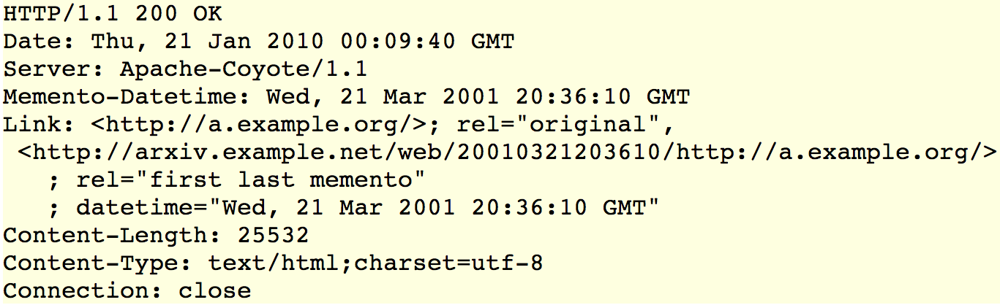 HTTP/1.1 200 OK
Date: Thu, 21 Jan 2010 00:09:40 GMT
Server: Apache-Coyote/1.1
Memento-Datetime: Wed, 21 Mar 2001 20:36:10 GMT
Link: <http://a.example.org/>; rel="original",
<http://arxiv.example.net/web/20010321203610/http://a.example.org/>
; rel="first last memento"
; datetime="Wed, 21 Mar 2001 20:36:10 GMT"
Content-Length: 25532
Content-Type: text/html;charset=utf-8
Connection: close